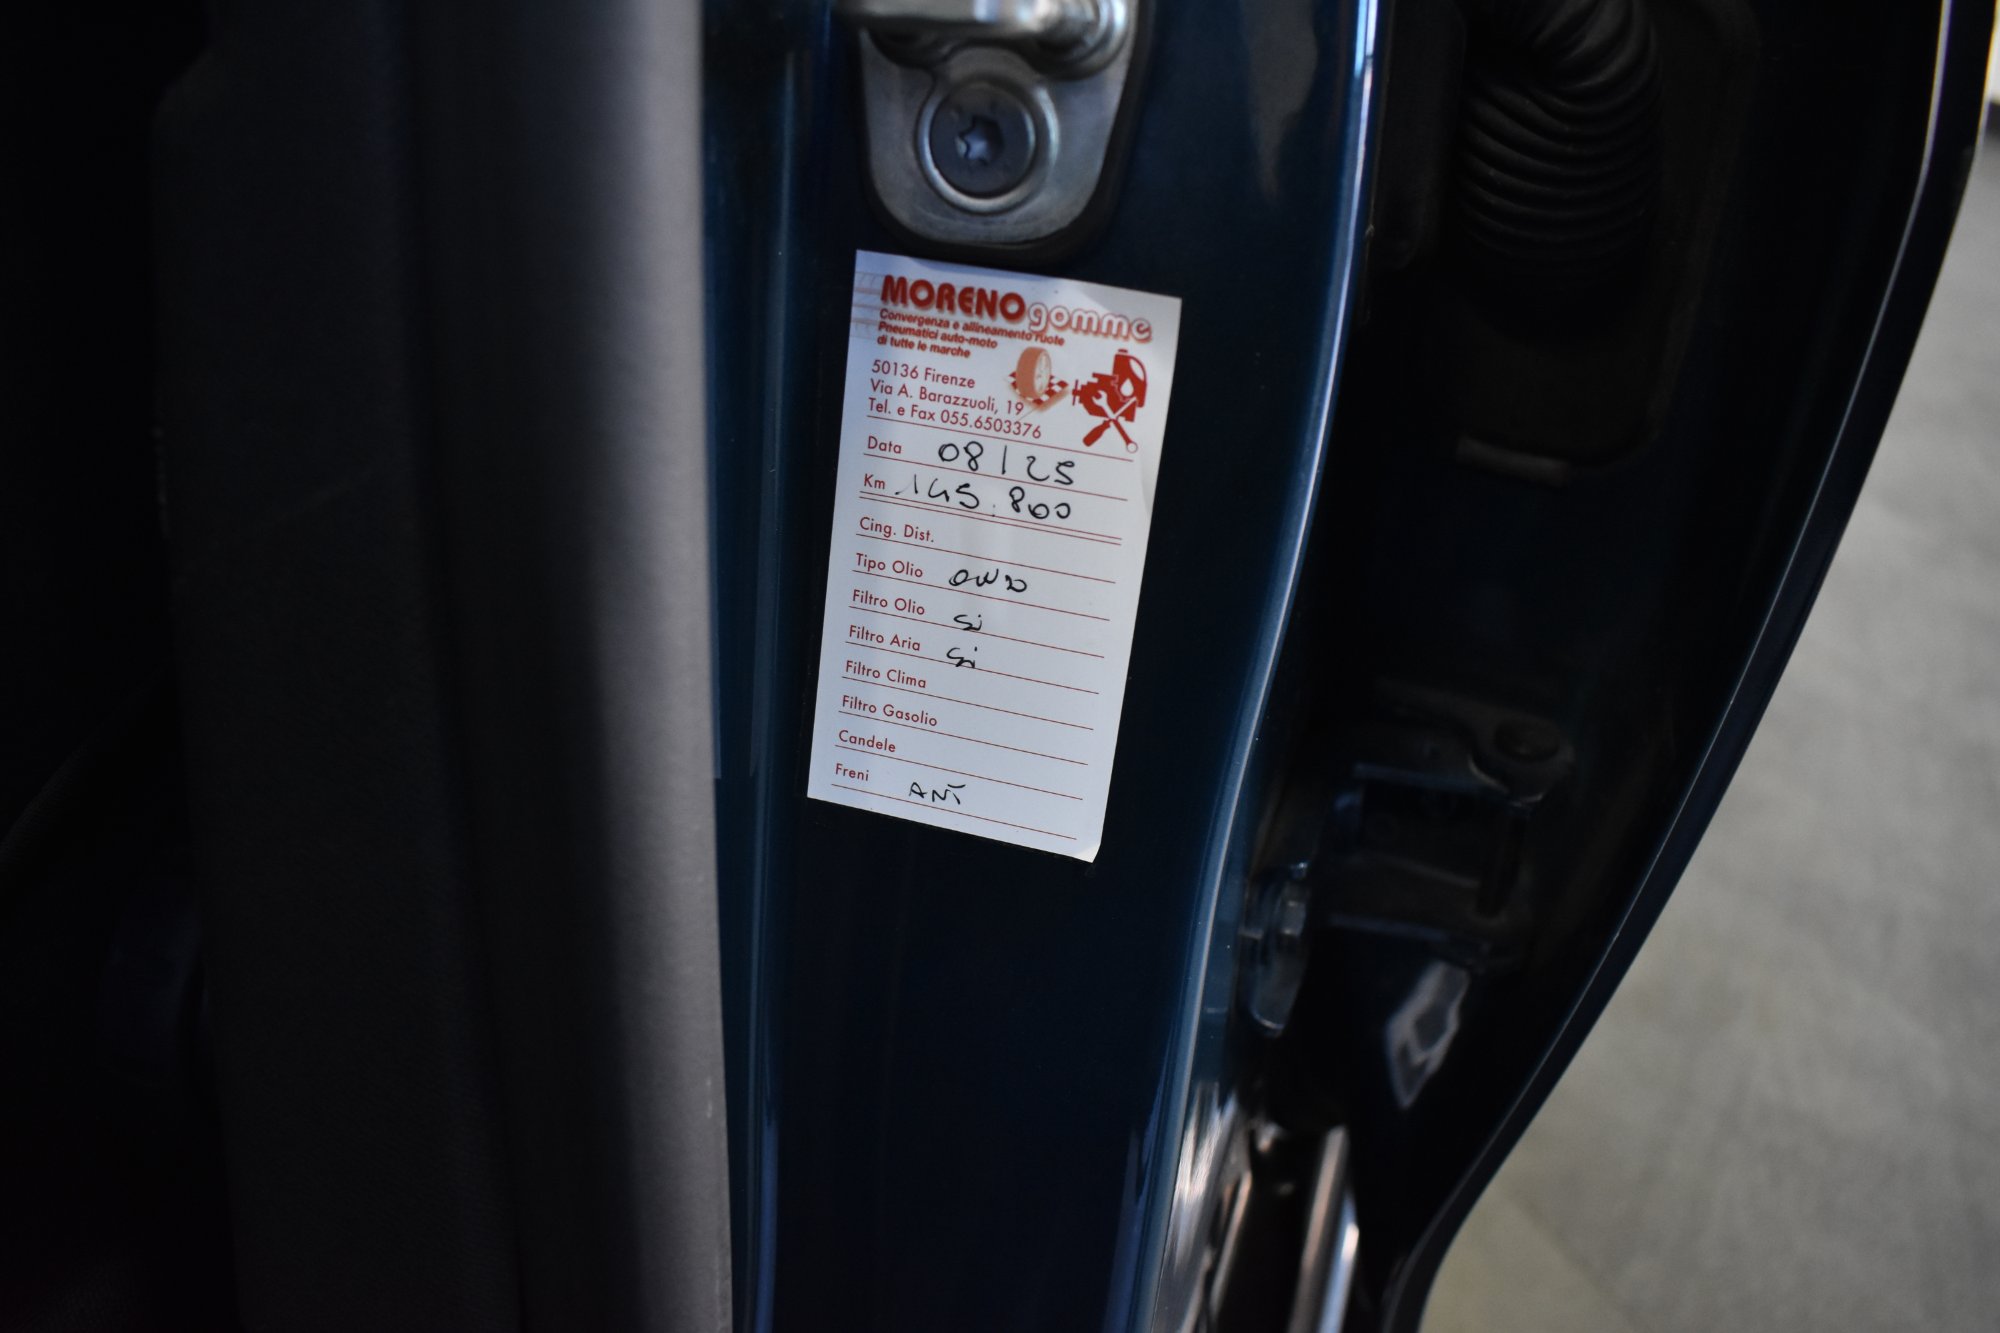 MORENO gomme
Convergenza e allineamento ruote
Pneumatici auto-moto
di tutte le marche
50136 Firenze
Via A. Barazzuoli, 19
Tel. e Fax 055.6503376
Data 08/25
Km 145.800
Cing. Dist.
Tipo Olio 0W20
Filtro Olio Si
Filtro Aria Si
Filtro Clima
Filtro Gasolio
Candele
Freni ANT